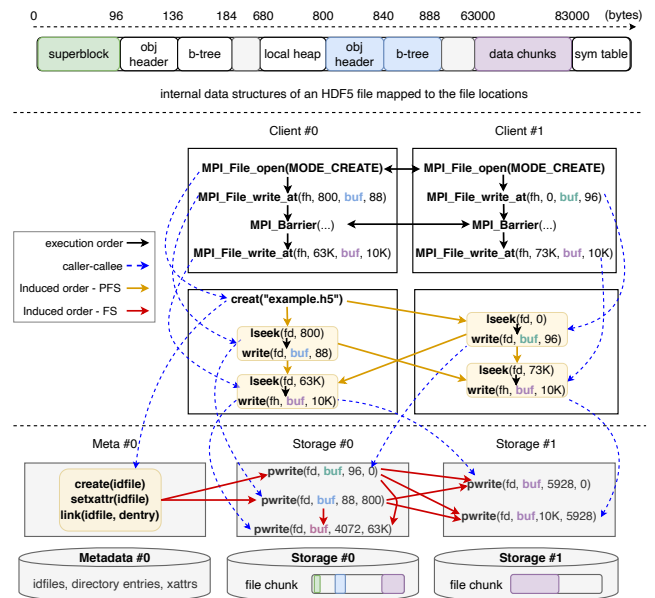 0 96 136 184 680 800 840 888 63000 83000 (bytes)
superblock obj header b-tree local heap obj header b-tree data chunks sym table
internal data structures of an HDF5 file mapped to the file locations
Client #0 Client #1
MPI_File_open(MODE_CREATE) MPI_File_open(MODE_CREATE)
MPI_File_write_at(fh, 800, buf, 88) MPI_File_write_at(fh, 0, buf, 96)
MPI_Barrier(...) MPI_Barrier(...)
MPI_File_write_at(fh, 63K, buf, 10K) MPI_File_write_at(fh, 73K, buf, 10K)
execution order
caller-callee
Induced order - PFS
Induced order - FS
creat("example.h5")
lseek(fd, 800) lseek(fd, 0)
write(fd, buf, 88) write(fd, buf, 96)
lseek(fd, 63K) lseek(fd, 73K)
write(fh, buf, 10K) write(fh, buf, 10K)
Meta #0 Storage #0 Storage #1
create(idfile)
setxattr(idfile)
link(idfile, dentry)
pwrite(fd, buf, 96, 0)
pwrite(fd, buf, 88, 800)
pwrite(fd, buf, 4072, 63K)
pwrite(fd, buf, 5928, 0)
pwrite(fd, buf,10K, 5928)
Metadata #0 Storage #0 Storage #1
idfiles, directory entries, xattrs file chunk file chunk